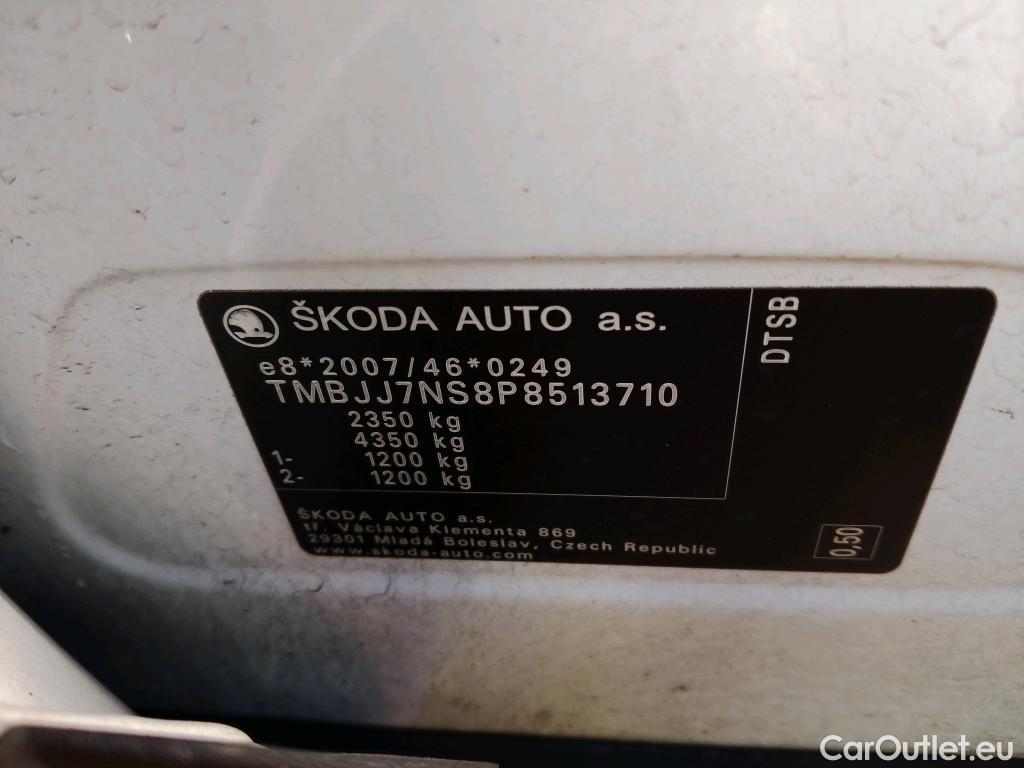 ŠKODA AUTO a.s.
e8*2007/46*0249
TMBJJ7NS8P8513710
2350 kg
4350 kg
1- 1200 kg
2- 1200 kg
ŠKODA AUTO a.s.
tř. Václava Klementa 869
29301 Mladá Boleslav, Czech Republic
www.skoda-auto.com
DTSB
0,50
CarOutlet.eu